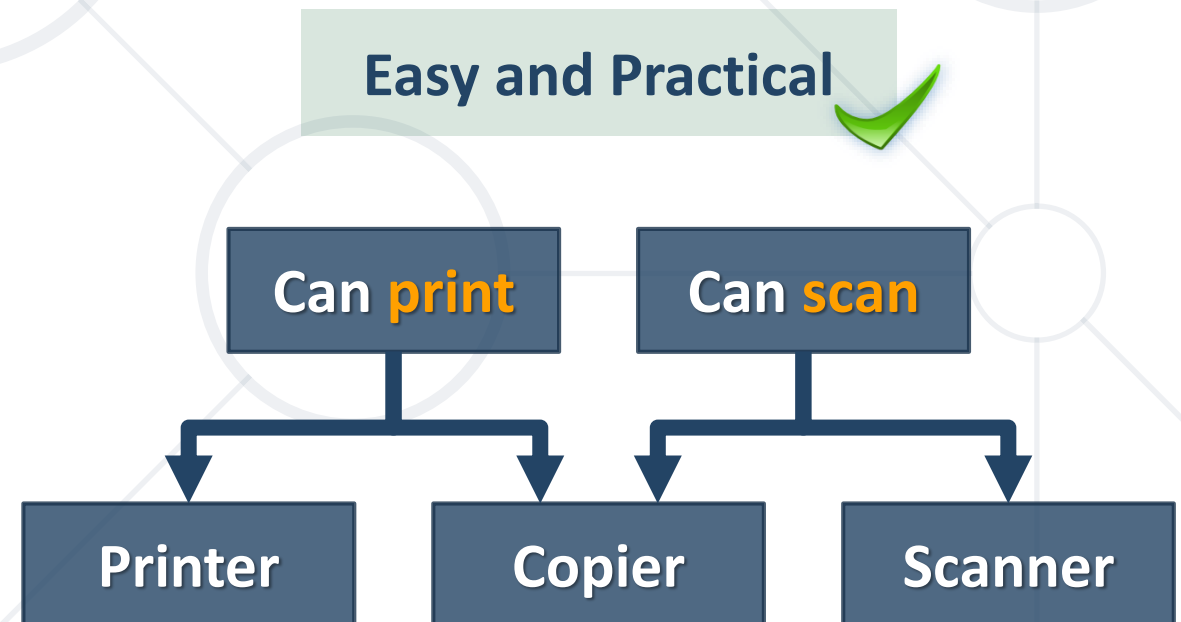 Easy and Practical
Can print
Can scan
Printer
Copier
Scanner